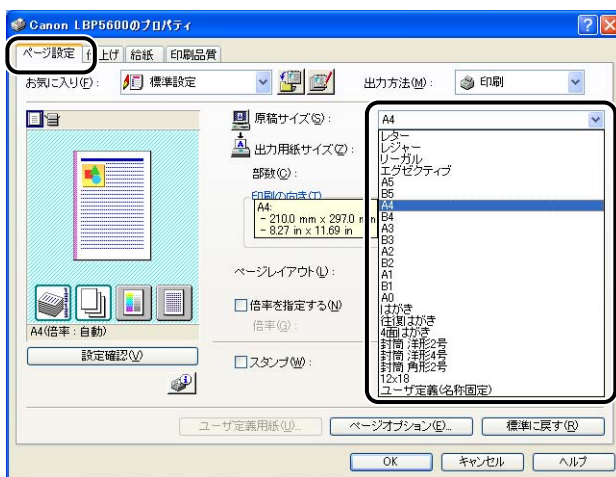 Canon LBP5600のプロパティ
ページ設定 上げ 給紙 印刷品質
お気に入り(F): 標準設定 出力方法(M): 印刷
原稿サイズ(S): A4
出力用紙サイズ(Z):
部数(C):
印刷の向き(T)
A4:
- 210.0 mm x 297.0 mm
- 8.27 in x 11.69 in
レター
レジャー
リーガル
エグゼクティブ
A5
B5
A4
B4
A3
B3
A2
B2
A1
B1
A0
はがき
往復はがき
4面はがき
封筒 洋形2号
封筒 洋形4号
封筒 角形2号
12x18
ユーザ定義(名称固定)
ページレイアウト(L):
倍率を指定する(N)
倍率(G):
A4(倍率:自動)
設定確認(V)
スタンプ(W):
ユーザ定義用紙(U)... ページオプション(E)... 標準に戻す(R)
OK キャンセル ヘルプ